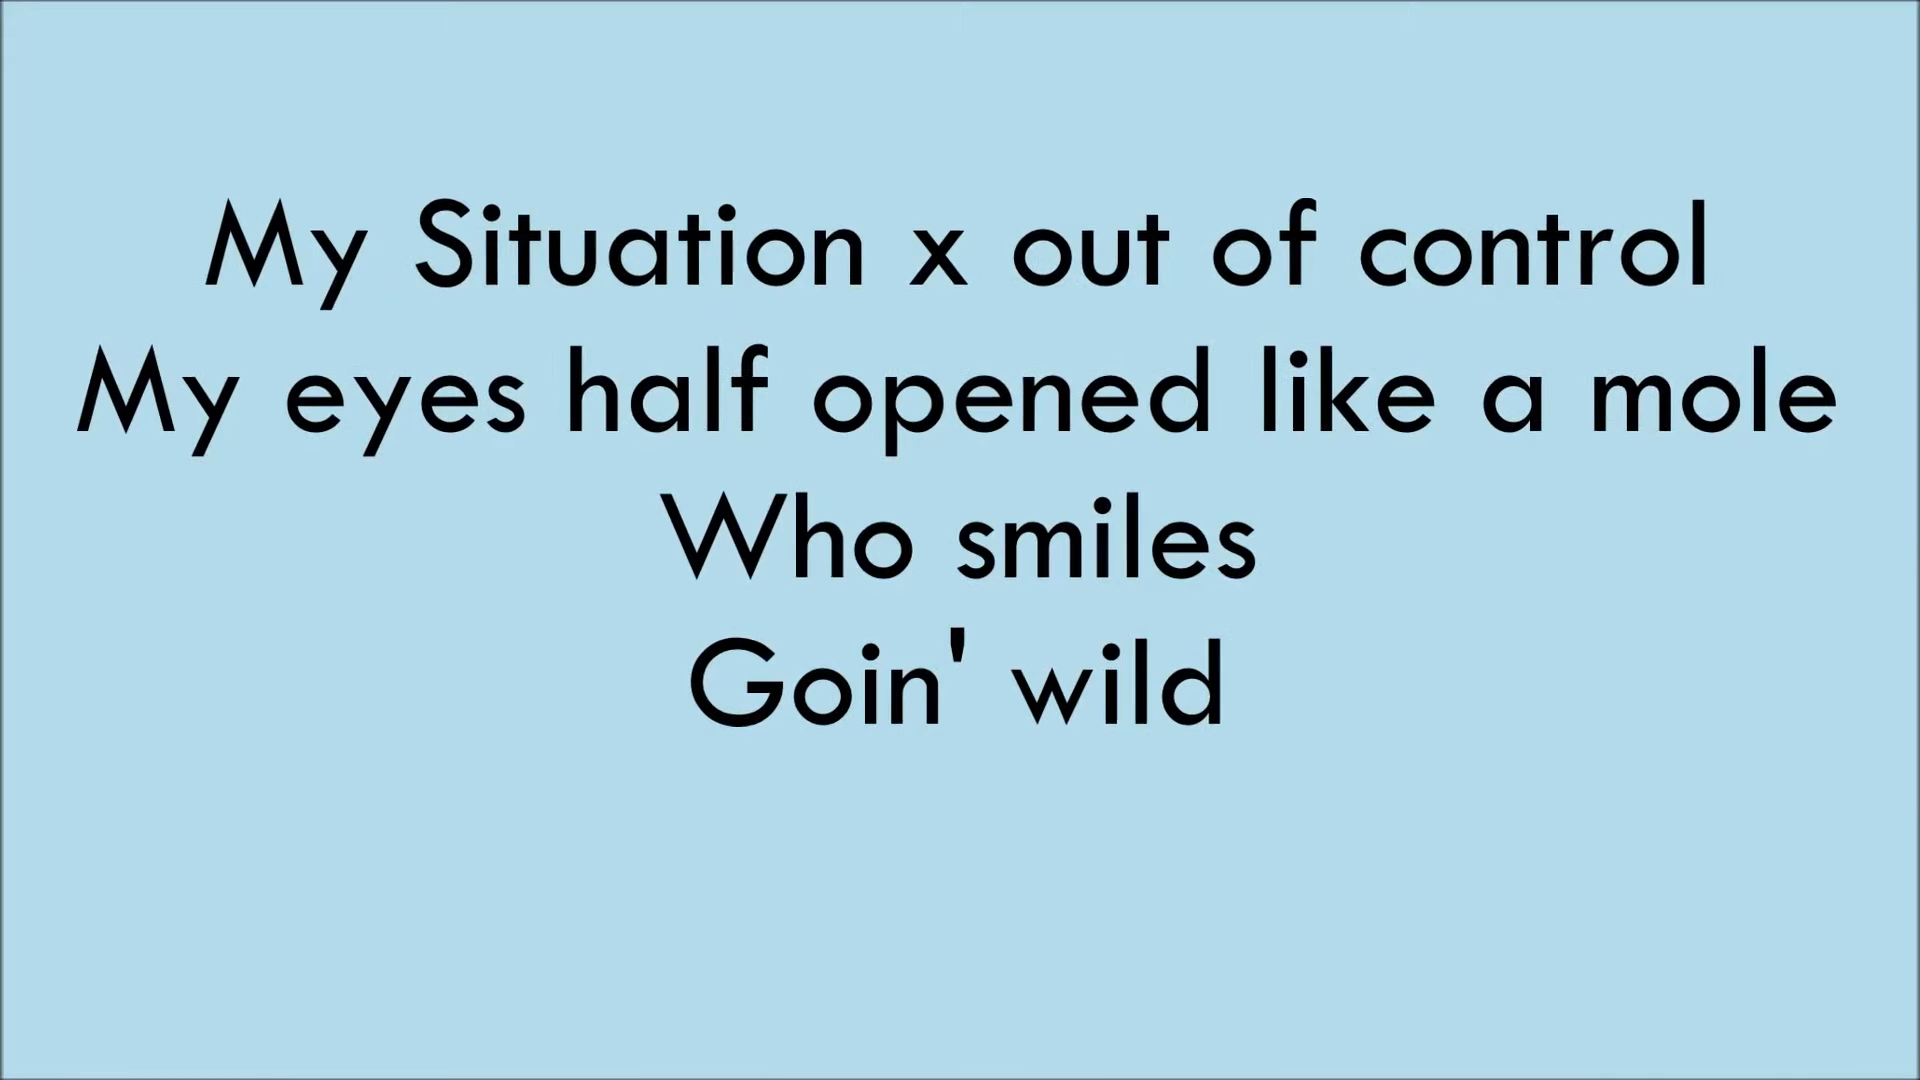 My Situation x out of control
My eyes half opened like a mole
Who smiles
Goin' wild